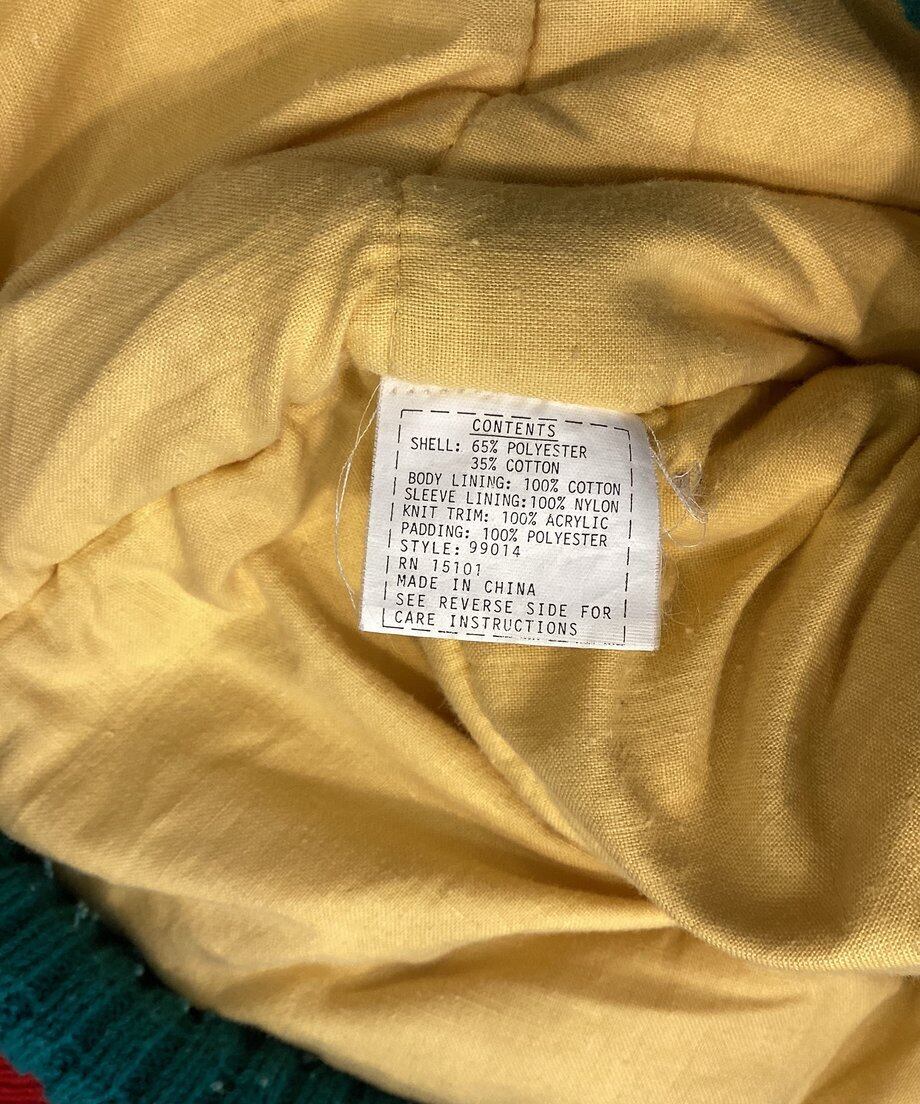 CONTENTS
SHELL: 65% POLYESTER
35% COTTON
BODY LINING: 100% COTTON
SLEEVE LINING:100% NYLON
KNIT TRIM: 100% ACRYLIC
PADDING: 100% POLYESTER
STYLE: 99014
RN 15101
MADE IN CHINA
SEE REVERSE SIDE FOR
CARE INSTRUCTIONS